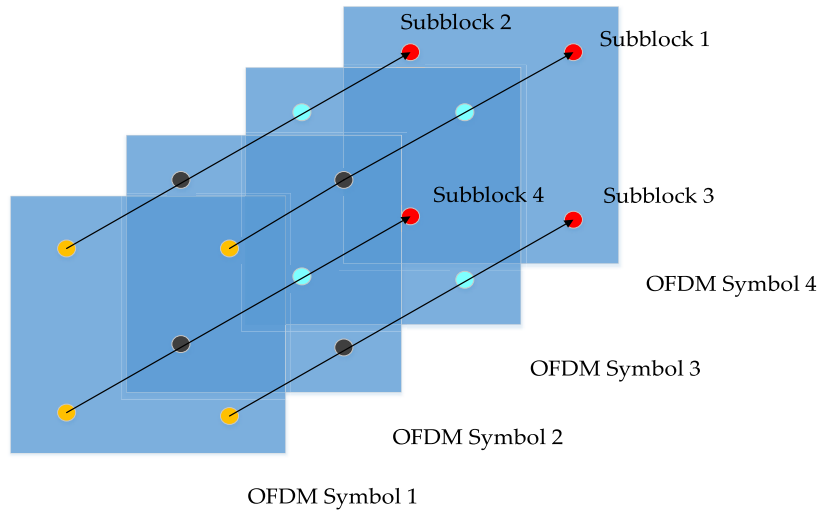 Subblock 2
Subblock 1
Subblock 4
Subblock 3
OFDM Symbol 4
OFDM Symbol 3
OFDM Symbol 2
OFDM Symbol 1